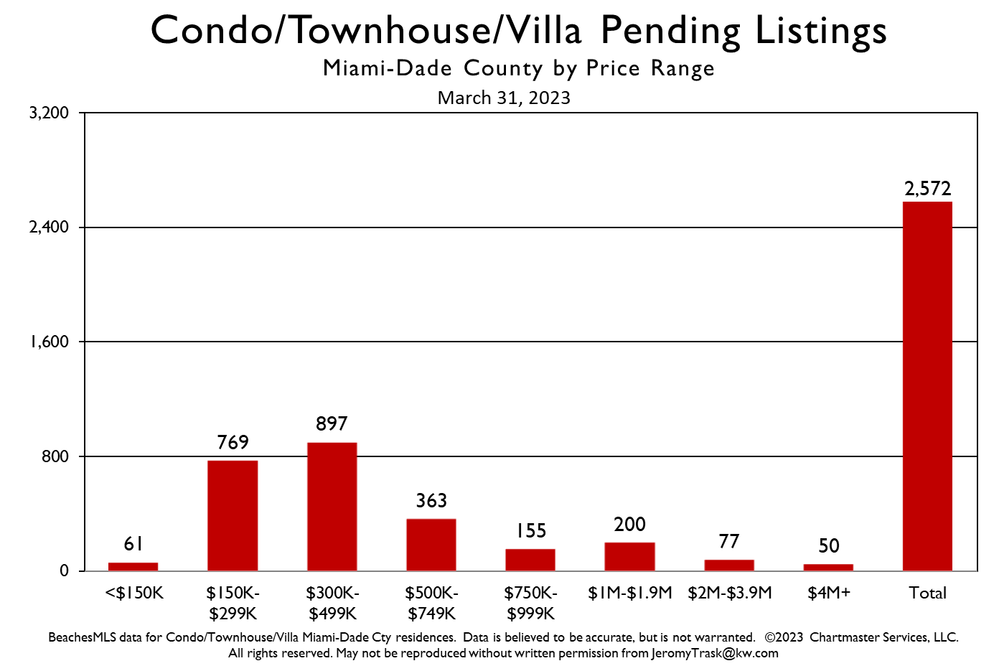 Condo/Townhouse/Villa Pending Listings
Miami-Dade County by Price Range
March 31, 2023
3,200
2,400
1,600
800
0
61
769
897
363
155
200
77
50
2,572
<$150K
$150K-
$299K
$300K-
$499K
$500K-
$749K
$750K-
$999K
$1M-$1.9M
$2M-$3.9M
$4M+
Total
BeachesMLS data for Condo/Townhouse/Villa Miami-Dade Cty residences. Data is believed to be accurate, but is not warranted. ©2023 Chartmaster Services, LLC.
All rights reserved. May not be reproduced without written permission from JeromyTrask@kw.com